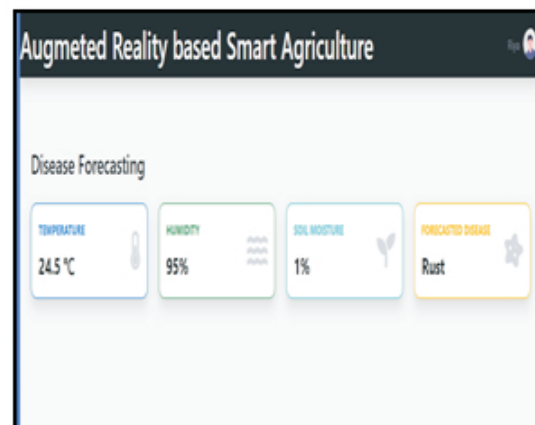 Augmeted Reality based Smart Agriculture
Disease Forecasting
TEMPERATURE
24.5 °C
HUMIDITY
95%
SOIL MOISTURE
1%
FORECASTED DISEASE
Rust